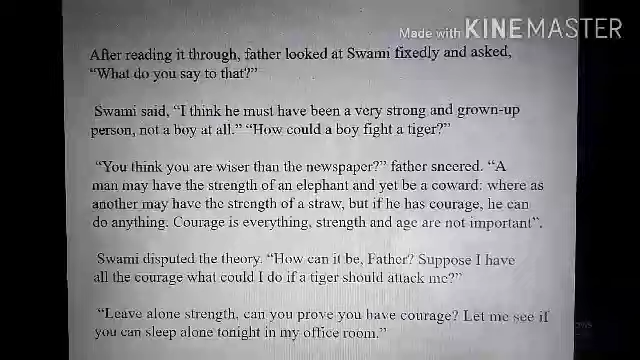 Made with KINEMASTER
After reading it through, father looked at Swami fixedly and asked,
“What do you say to that?”
Swami said, “I think he must have been a very strong and grown-up
person, not a boy at all.” “How could a boy fight a tiger?”
“You think you are wiser than the newspaper?” father sneered. “A
man may have the strength of an elephant and yet be a coward: where as
another may have the strength of a straw, but if he has courage, he can
do anything. Courage is everything, strength and age are not important”.
Swami disputed the theory. “How can it be, Father? Suppose I have
all the courage what could I do if a tiger should attack me?”
“Leave alone strength, can you prove you have courage? Let me see if
you can sleep alone tonight in my office room.”